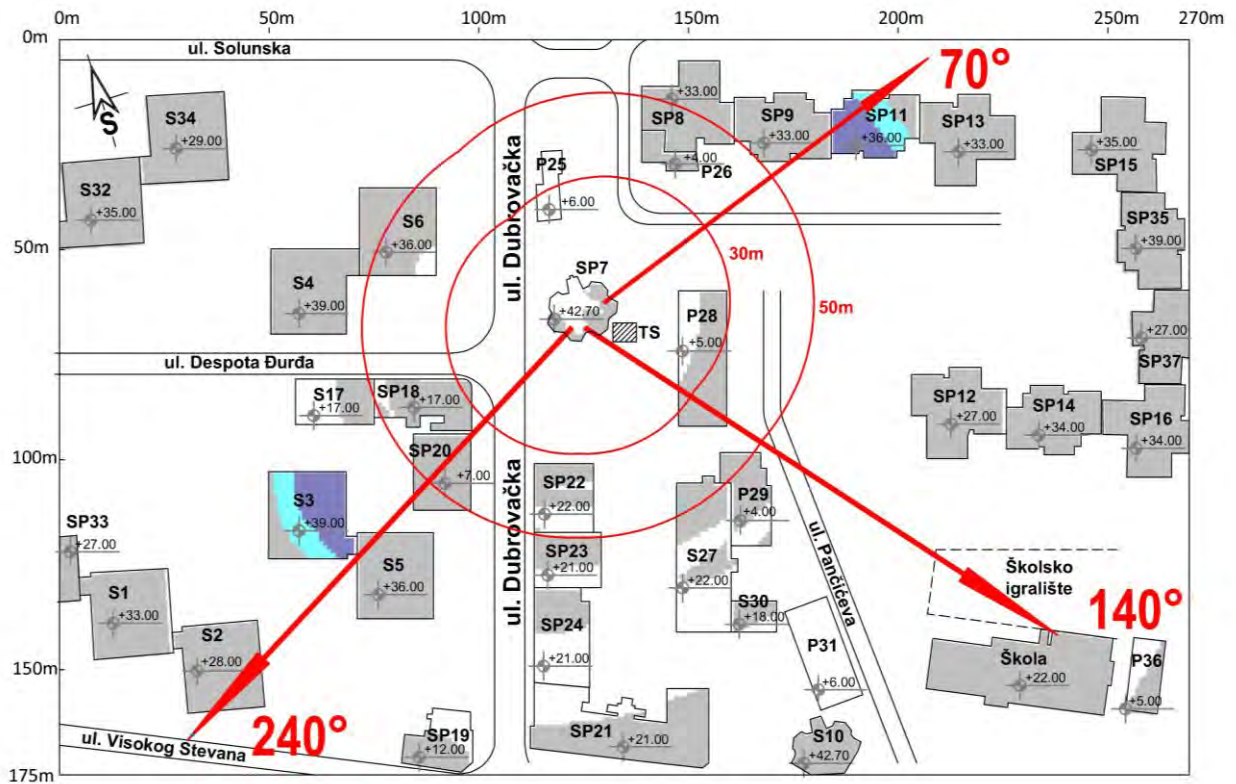 0m
50m
100m
150m
200m
250m
270m
0m
ul. Solunska
70°
S
S34
+29.00
S32
+35.00
S6
+36.00
S4
+39.00
ul. Dubrovačka
P25
+6.00
SP8
+33.00
+4.00
P26
SP9
+33.00
SP11
+36.00
SP13
+33.00
+35.00
SP15
SP35
+39.00
+27.00
SP37
50m
30m
50m
SP7
+42.70
TS
P28
+5.00
ul. Despota Đurđa
S17
+17.00
SP18
+17.00
SP20
+7.00
SP12
+27.00
SP14
+34.00
SP16
+34.00
100m
S3
+39.00
SP33
+27.00
S5
+36.00
S1
+33.00
S2
+28.00
ul. Dubrovačka
SP22
+22.00
SP23
+21.00
SP24
+21.00
P29
+4.00
S27
+22.00
S30
+18.00
ul. Pančićeva
P31
+6.00
Školsko
igralište
140°
Škola
+22.00
P36
+5.00
150m
240°
ul. Visokog Stevana
SP19
+12.00
SP21
+21.00
S10
+42.70
175m